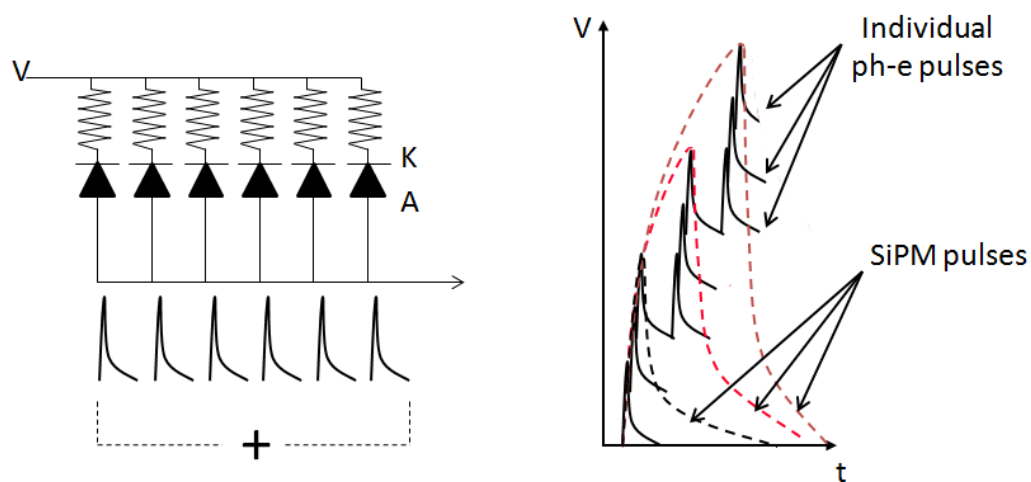 V
K
A
+
V
Individual
ph-e pulses
SiPM pulses
t